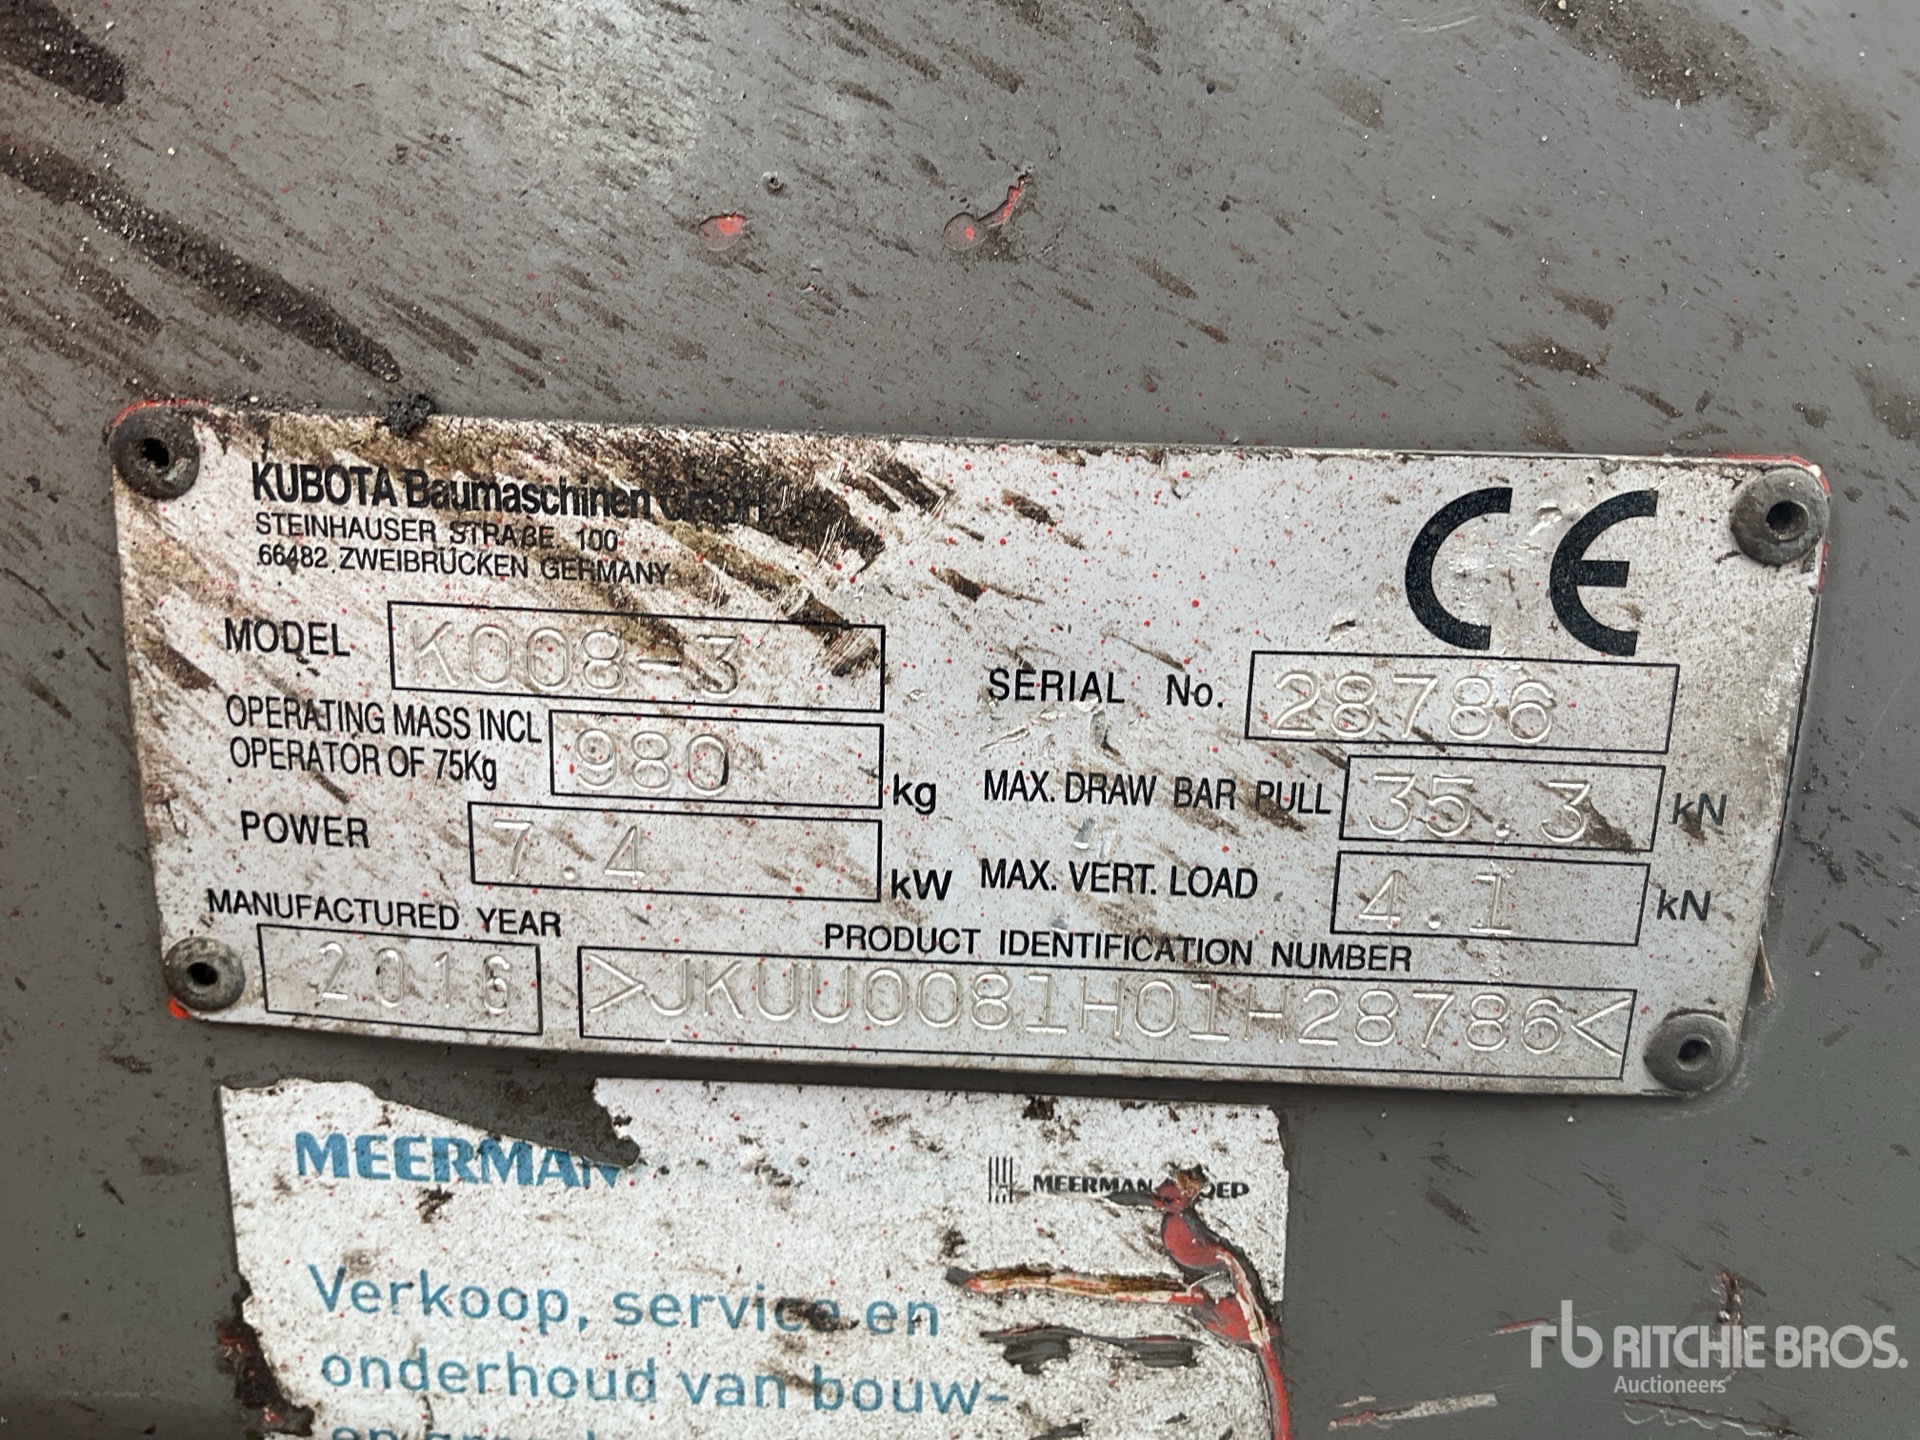 KUBOTA Baumaschinen GmbH
STEINHAUSER STRAßE. 100
66482 ZWEIBRÜCKEN GERMANY
CE
MODEL K008-3
SERIAL No. 28786
OPERATING MASS INCL
OPERATOR OF 75Kg 980 kg
MAX. DRAW BAR PULL 35.3 kN
POWER 7.4 kW
MAX. VERT. LOAD 4.1 kN
MANUFACTURED YEAR
2016
PRODUCT IDENTIFICATION NUMBER
>JKUU0081H01H28786<
MEERMAN
MEERMAN
Verkoop, service en
onderhoud van bouw-
rb RITCHIE BROS.
Auctioneers